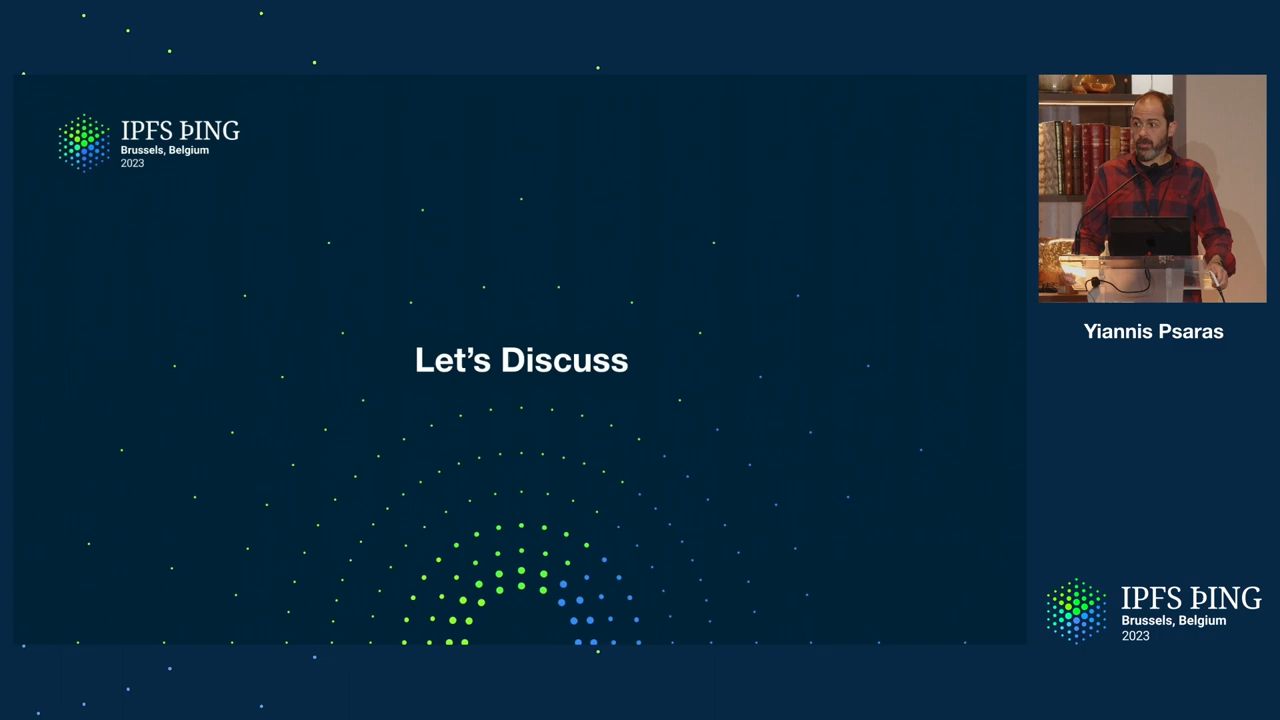 IPFS ÞING
Brussels, Belgium
2023
Let's Discuss
Yiannis Psaras
IPFS ÞING
Brussels, Belgium
2023